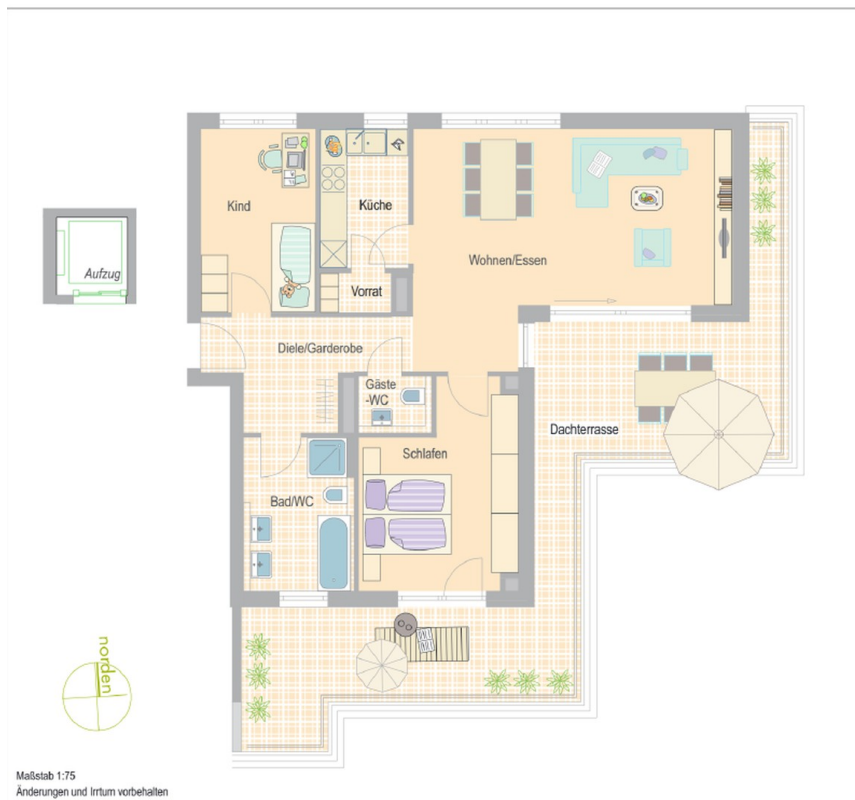 Kind
Küche
Aufzug
Wohnen/Essen
Vorrat
Diele/Garderobe
Gäste
-WC
Dachterrasse
Schlafen
Bad/WC
norden
Maßstab 1:75
Änderungen und Irrtum vorbehalten